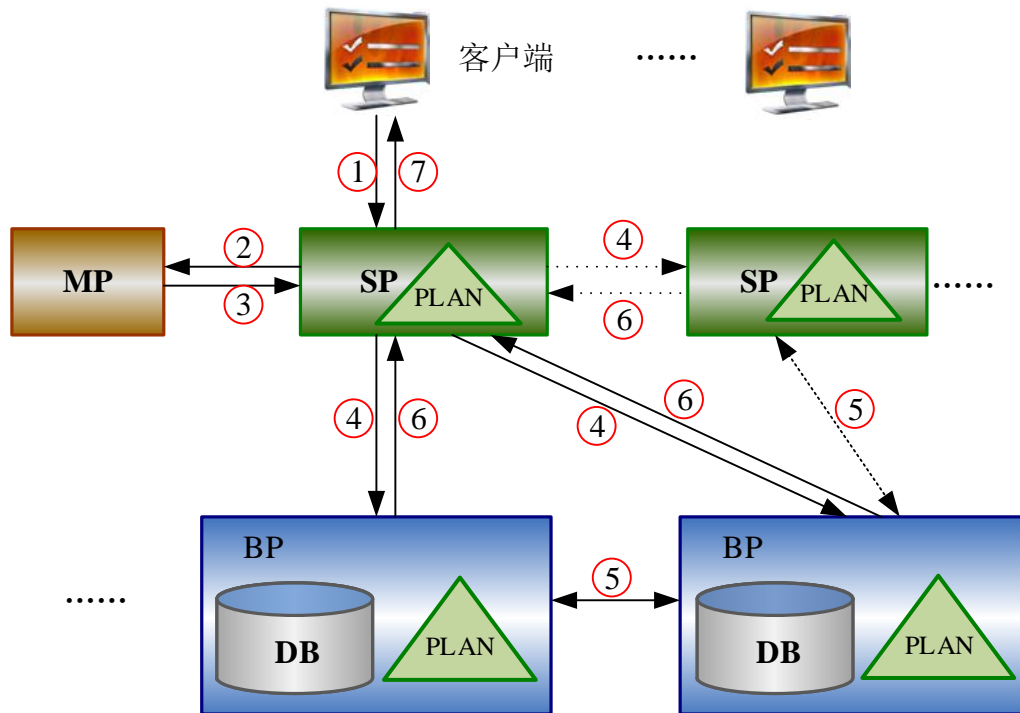 客户端 ······ 
① ⑦
② ④
MP SP PLAN SP PLAN ······
③ ⑥
④ ⑥ ④ ⑥ ⑤
BP BP
⑤
······ DB PLAN DB PLAN